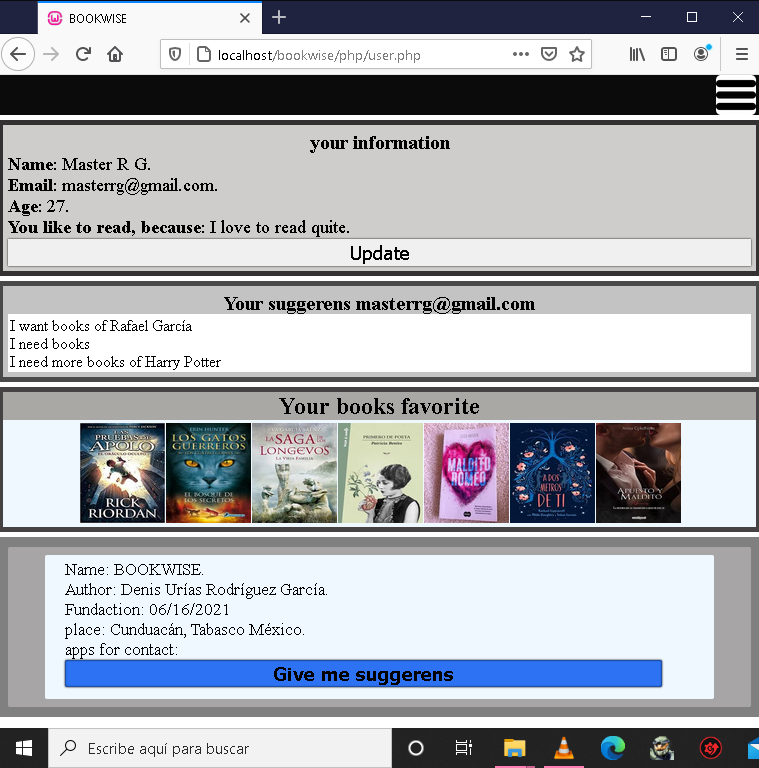 BOOKWISE
localhost/bookwise/php/user.php
your information
Name: Master R G.
Email: masterrg@gmail.com.
Age: 27.
You like to read, because: I love to read quite.
Update
Your suggerens masterrg@gmail.com
I want books of Rafael García
I need books
I need more books of Harry Potter
Your books favorite
LAS
PRUEBAS DE
APOLO
EL ORÁCULO OCULTO
RICK
RIORDAN
ERIN HUNTER
LOS GATOS
GUERREROS
EL BOSQUE DE
LOS SECRETOS
LA SAGA
DE LOS
LONGEVOS
LA VIEJA FAMILIA
PRIMERO DE POETA
Patricia Benito
MALDITO
ROMEO
A DOS
METROS
DE TI
APUESTO Y
MALDITO
Name: BOOKWISE.
Author: Denis Urías Rodríguez García.
Fundaction: 06/16/2021
place: Cunduacán, Tabasco México.
apps for contact:
Give me suggerens
Escribe aquí para buscar